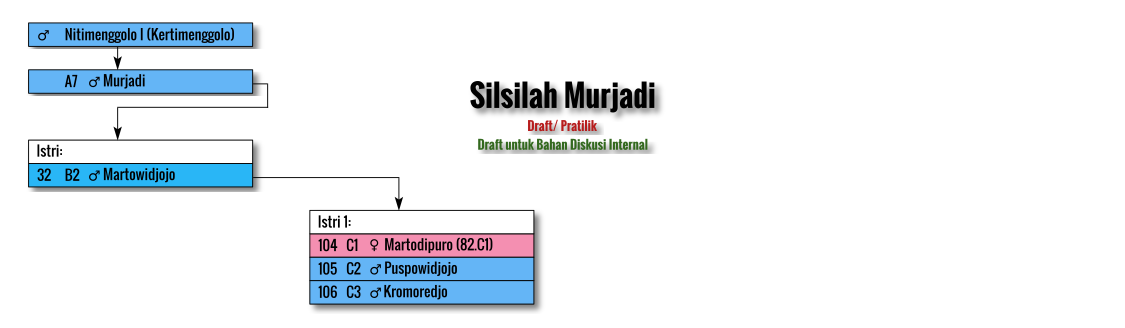 ♂ Nitimenggolo I (Kertimenggolo)
A7 ♂ Murjadi
Silsilah Murjadi
Draft/ Pratilik
Draft untuk Bahan Diskusi Internal
Istri:
32 B2 ♂ Martowidjojo
Istri 1:
104 C1 ♀ Martodipuro (82.C1)
105 C2 ♂ Puspowidjojo
106 C3 ♂ Kromoredjo